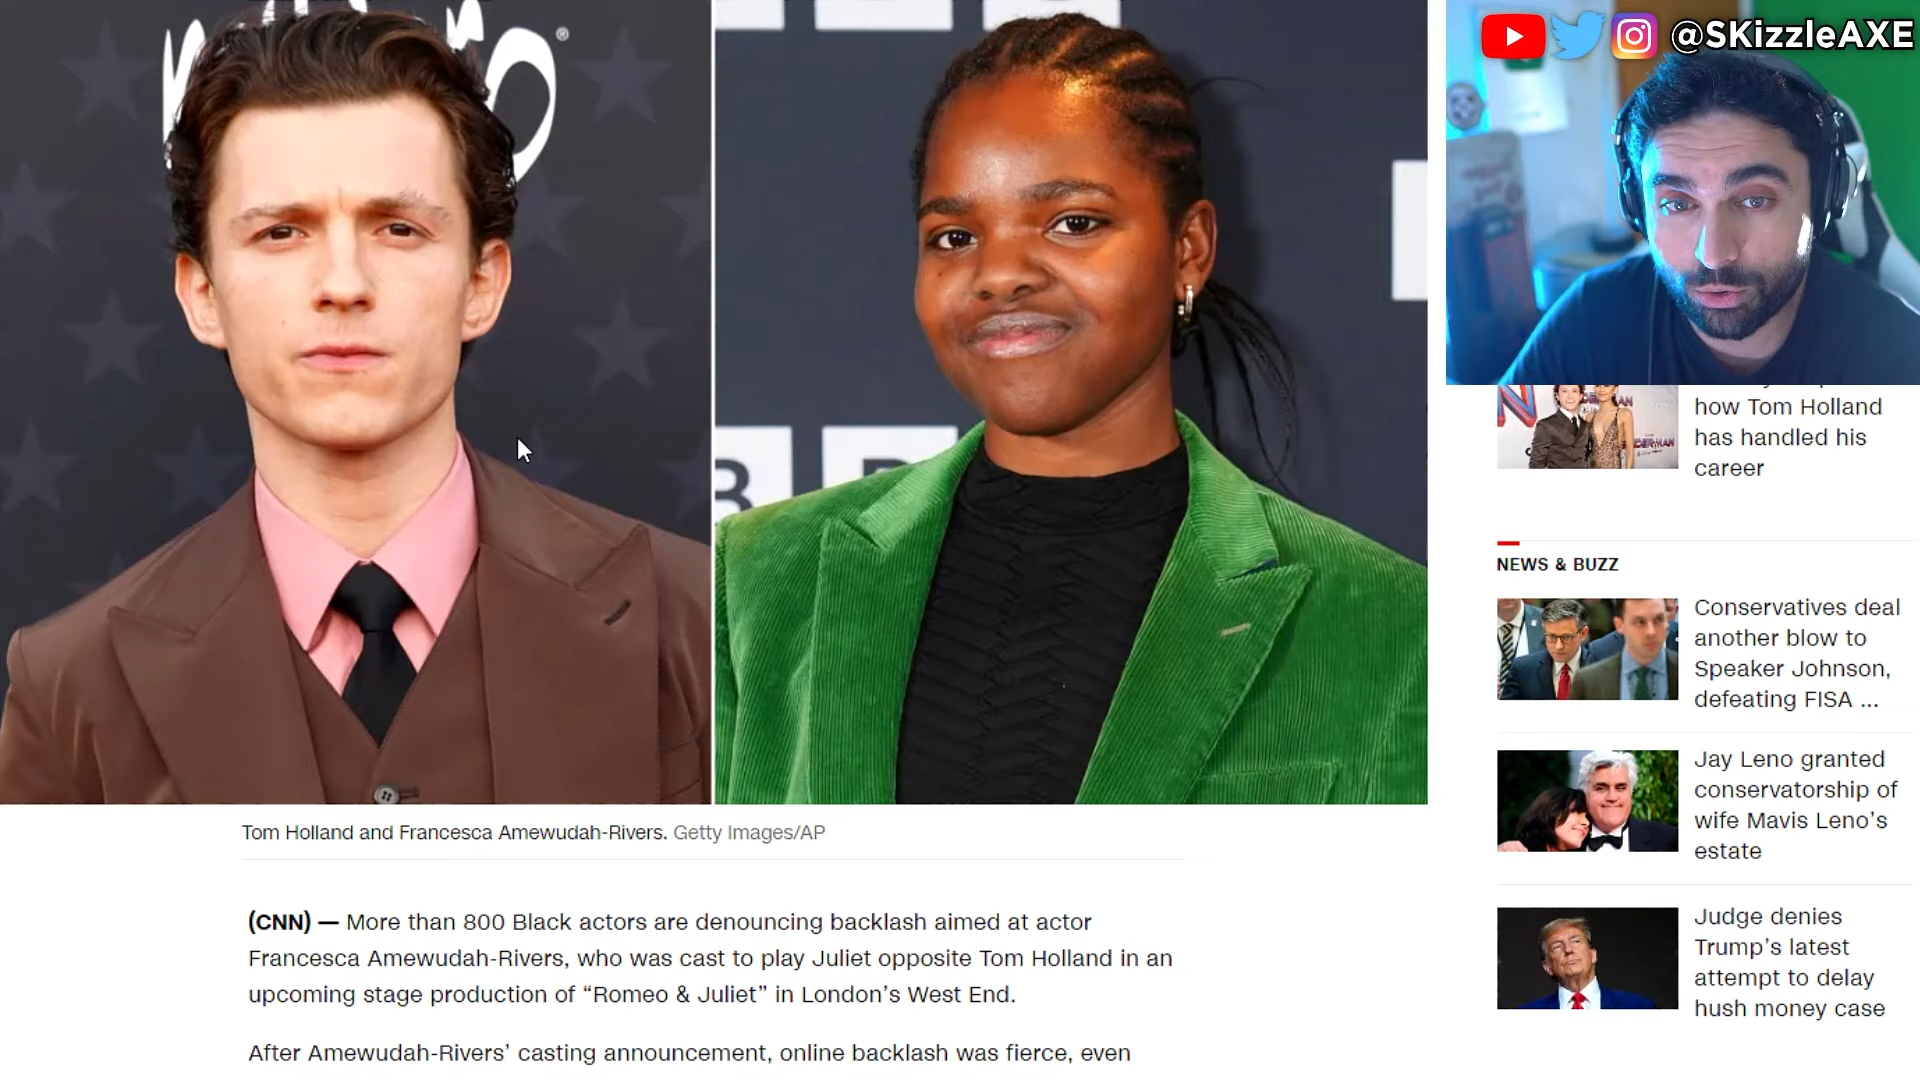 @SKizzleAXE
how Tom Holland
has handled his
career
NEWS & BUZZ
Conservatives deal
another blow to
Speaker Johnson,
defeating FISA ...
Jay Leno granted
conservatorship of
wife Mavis Leno's
estate
Judge denies
Trump's latest
attempt to delay
hush money case
Tom Holland and Francesca Amewudah-Rivers. Getty Images/AP
(CNN) — More than 800 Black actors are denouncing backlash aimed at actor
Francesca Amewudah-Rivers, who was cast to play Juliet opposite Tom Holland in an
upcoming stage production of “Romeo & Juliet” in London’s West End.
After Amewudah-Rivers’ casting announcement, online backlash was fierce, even